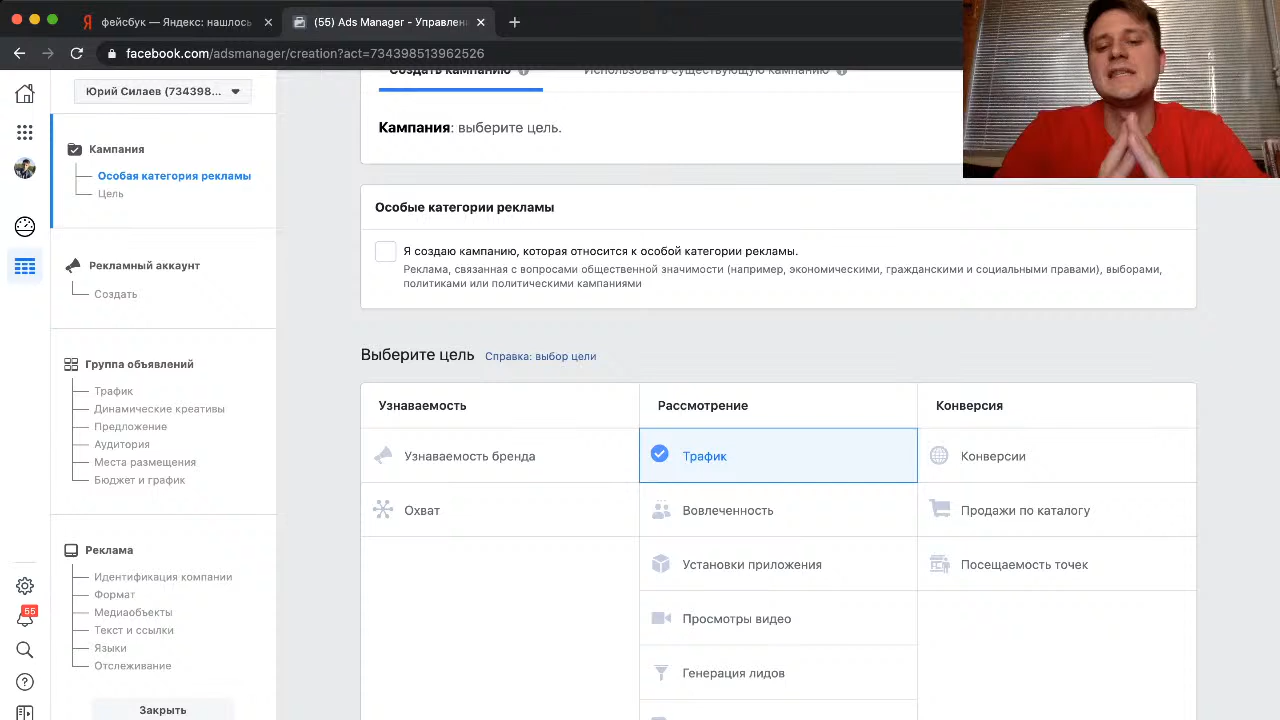 фейсбук — Яндекс: нашлось
(55) Ads Manager - Управлен
facebook.com/adsmanager/creation?act=734398513962526
Юрий Силаев (734398...
Создать кампанию
Использовать существующую кампанию
Кампания: выберите цель.
Кампания
Особая категория рекламы
Цель
Рекламный аккаунт
Создать
Группа объявлений
Трафик
Динамические креативы
Предложение
Аудитория
Места размещения
Бюджет и график
Реклама
Идентификация компании
Формат
Медиаобъекты
Текст и ссылки
Языки
Отслеживание
Закрыть
55
Особые категории рекламы
Я создаю кампанию, которая относится к особой категории рекламы.
Реклама, связанная с вопросами общественной значимости (например, экономическими, гражданскими и социальными правами), выборами,
политиками или политическими кампаниями
Выберите цель Справка: выбор цели
Узнаваемость
Рассмотрение
Конверсия
Узнаваемость бренда
Трафик
Конверсии
Охват
Вовлеченность
Продажи по каталогу
Установки приложения
Посещаемость точек
Просмотры видео
Генерация лидов